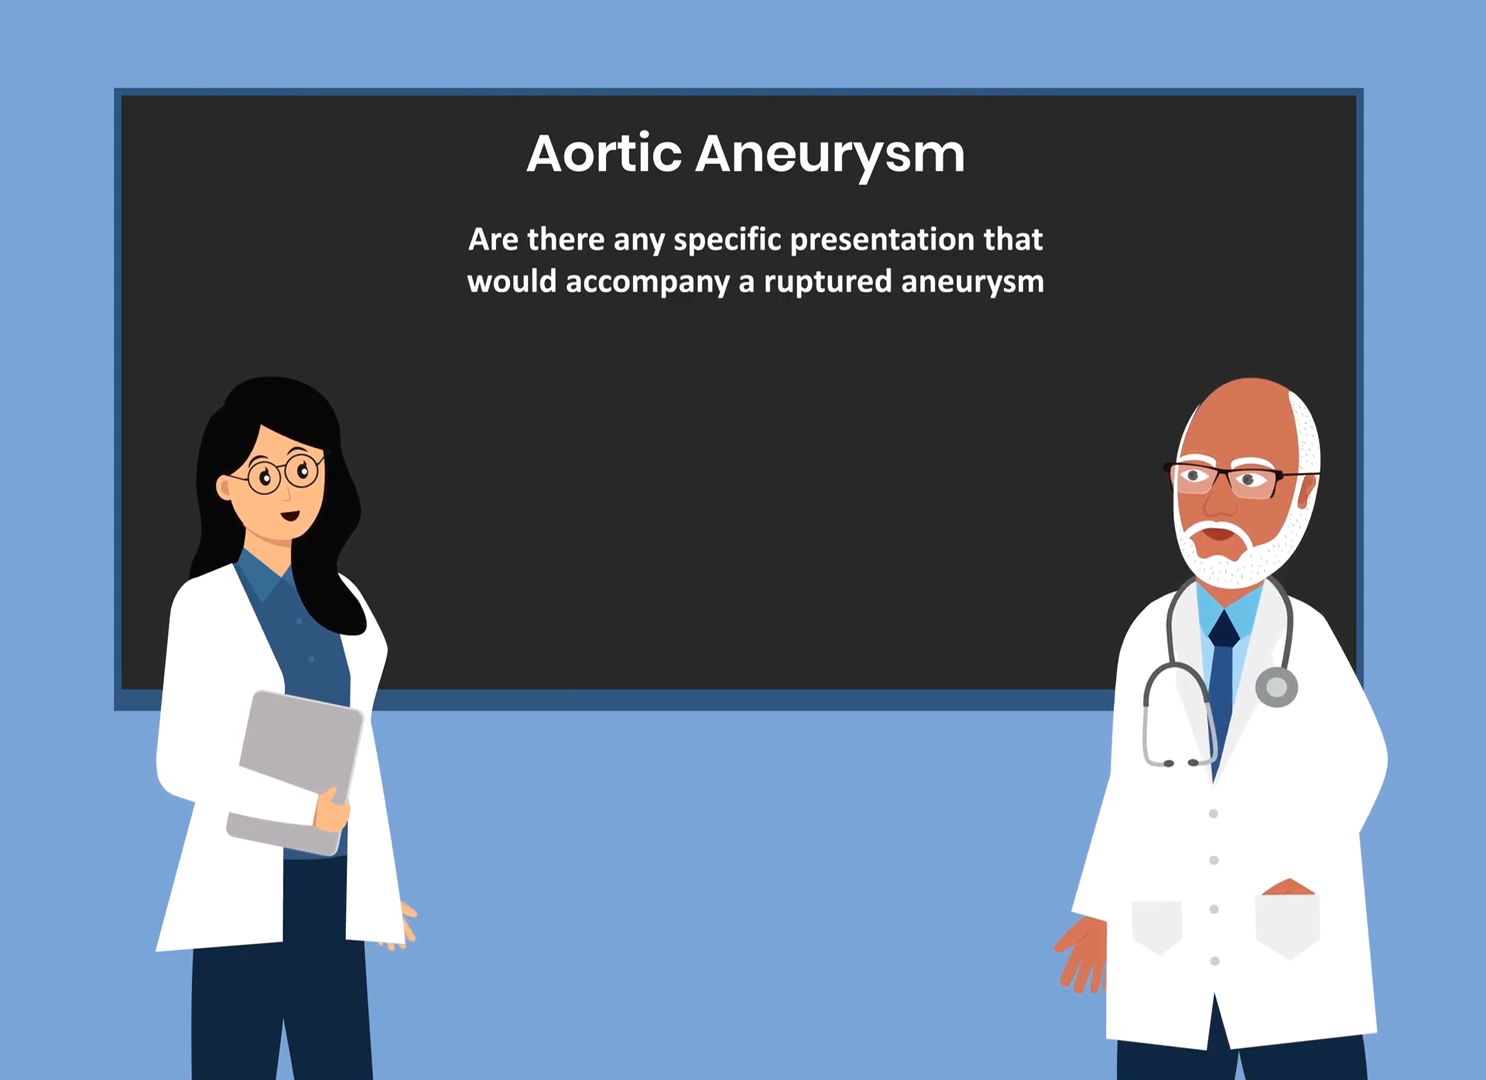 Aortic Aneurysm
Are there any specific presentation that
would accompany a ruptured aneurysm